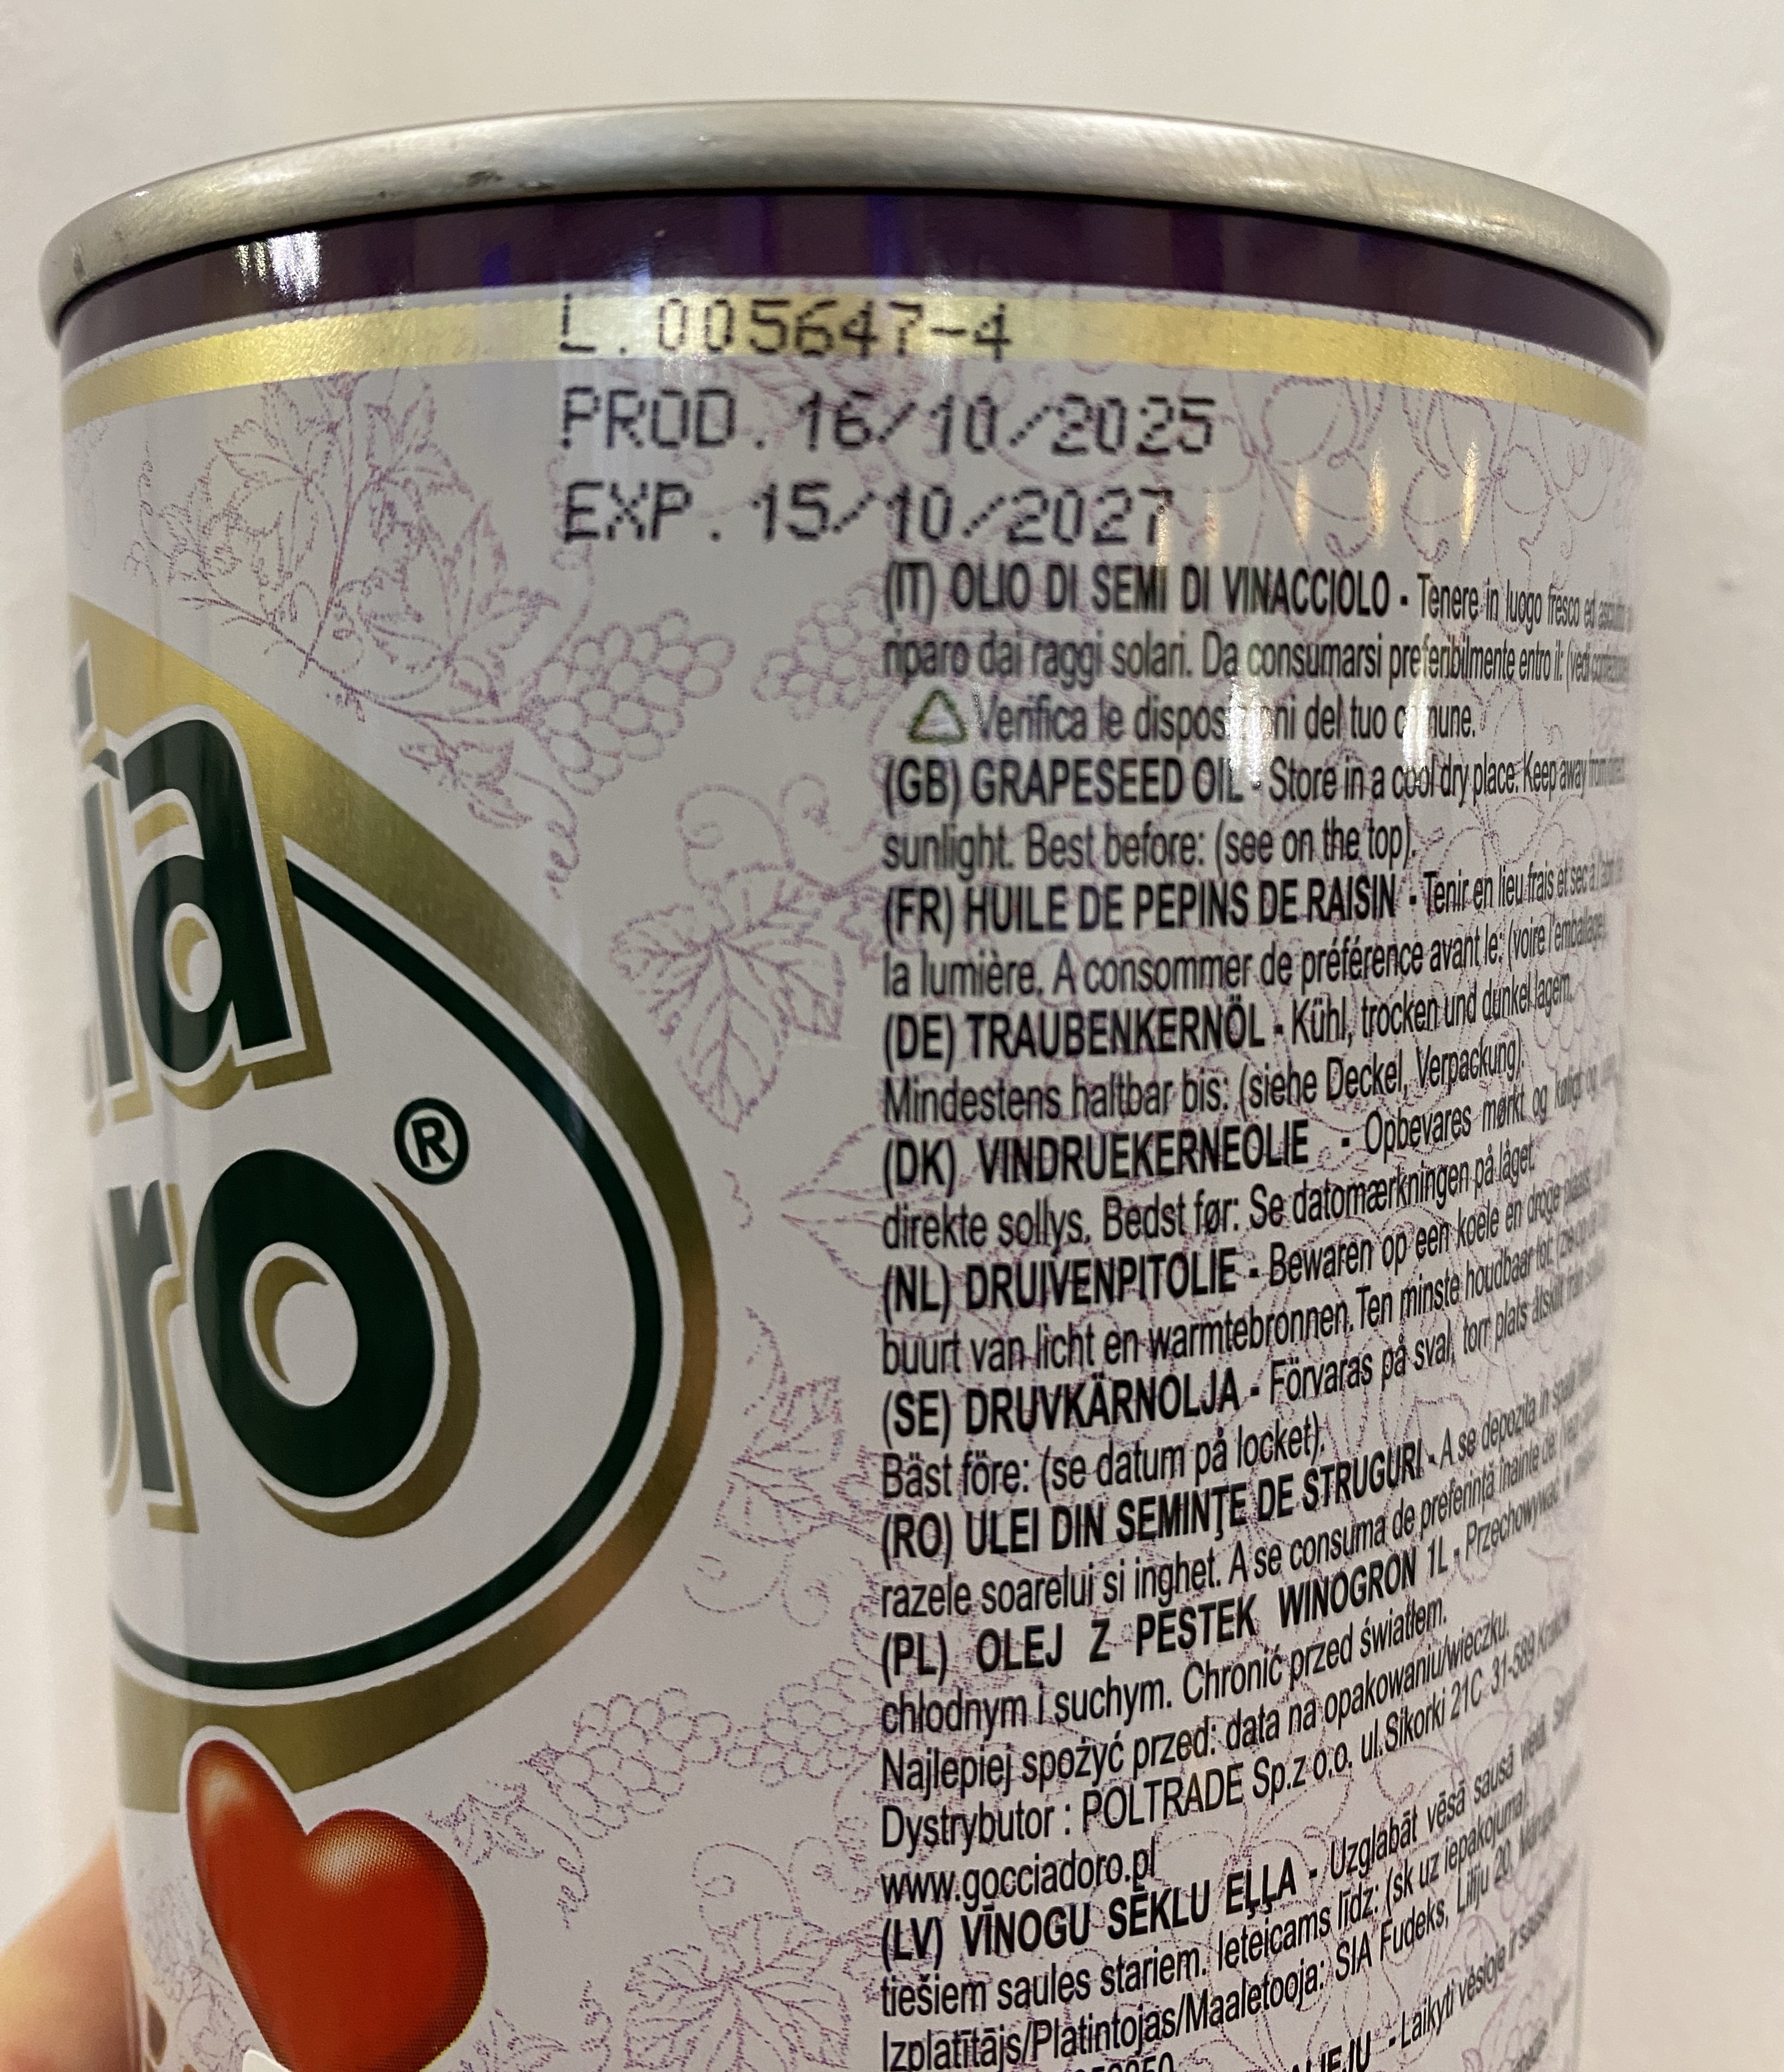 L.005647-4
PROD.16/10/2025
EXP.15/10/2027
ia
oro®
(IT) OLIO DI SEMI DI VINACCIOLO - Tenere in luogo fresco ed
riparo dai raggi solari. Da consumarsi preferibilmente entro il: (vedi
Verifica le del tuo
(GB) GRAPESEED OIL - Store in a cool dry place. Keep away from
sunlight. Best before: (see on the top).
(FR) HUILE DE PEPINS DE RAISIN - Tenir en lieu frais et sec à
la lumière. A consommer de préférence avant le: (voire l'emballage)
(DE) TRAUBENKERNÖL - Kühl, trocken und dunkel lagern.
Mindestens haltbar bis: (siehe Deckel, Verpackung).
(DK) VINDRUEKERNEOLIE - Opbevares mørkt og køligt og
direkte sollys. Bedst før: Se datomærkningen på låget.
(NL) DRUIVENPITOLIE - Bewaren op een koele en droge plaats,
buurt van licht en warmtebronnen. Ten minste houdbaar tot:
(SE) DRUVKÄRNOLJA - Förvaras på sval, torr plats
Bäst före: (se datum på locket).
(RO) ULEI DIN SEMINŢE DE STRUGURI - A se depozita in
razele soarelui si inghet. A se consuma de preferinţă înainte de:
(PL) OLEJ Z PESTEK WINOGRON 1L - Przechowywać w
chłodnym i suchym. Chronić przed światłem.
Najlepiej spożyć przed: data na opakowaniu/wieczku.
Dystrybutor : POLTRADE Sp.z o.o. ul.Sikorki 21C 31-589 Kraków
www.gocciadoro.pl
(LV) VĪNOGU SĒKLU EĻĻA - Uzglabāt vēsā sausā vietā.
tiešiem saules stariem. Ieteicams līdz: (sk uz iepakojuma)
Izplatītājs/Platintojas/Maaletooja: SIA Fudeks, Liliju 20, Mārupe,
- Laikyti vėsioje ir